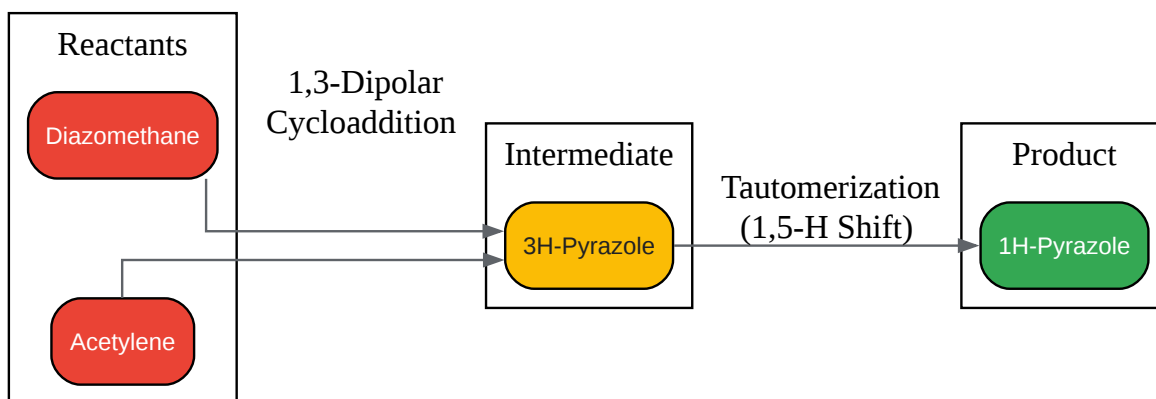 Reactants
Diazomethane
Acetylene
1,3-Dipolar
Cycloaddition
Intermediate
3H-Pyrazole
Tautomerization
(1,5-H Shift)
Product
1H-Pyrazole